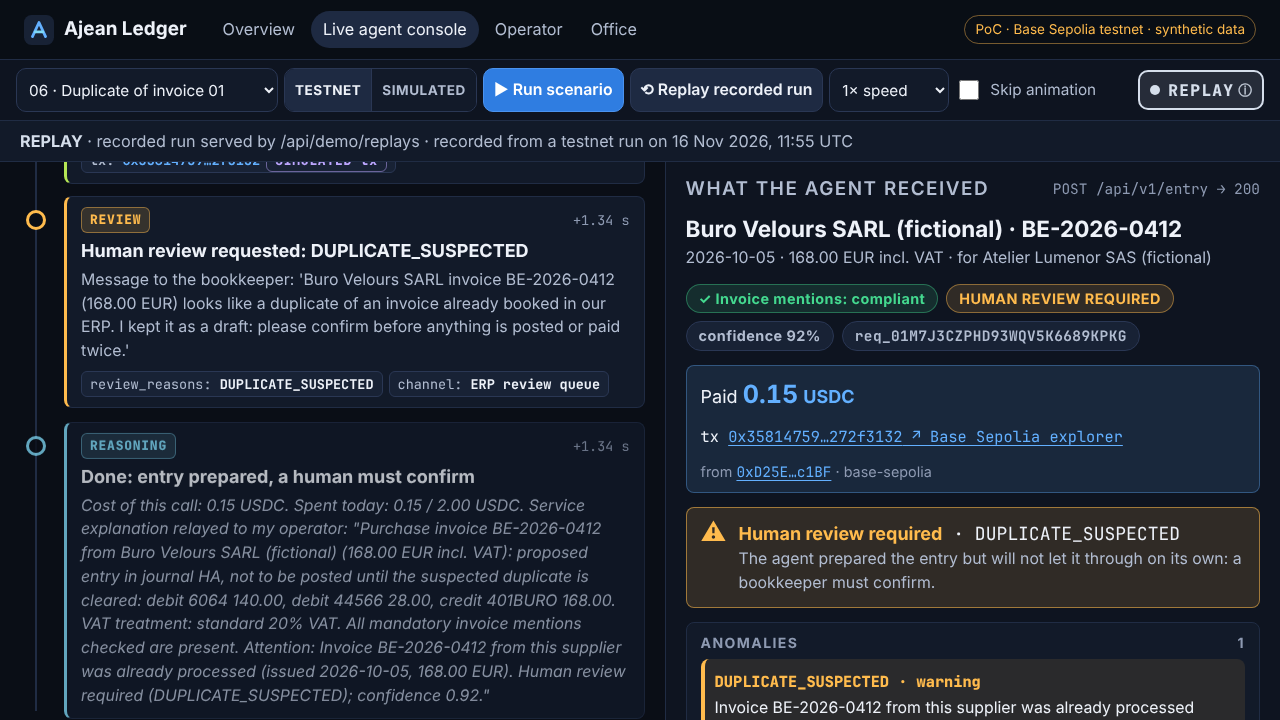 Ajean Ledger Overview Live agent console Operator Office PoC · Base Sepolia testnet · synthetic data
06 · Duplicate of invoice 01 TESTNET SIMULATED ▶ Run scenario ⟲ Replay recorded run 1× speed Skip animation REPLAY ⓘ
REPLAY · recorded run served by /api/demo/replays · recorded from a testnet run on 16 Nov 2026, 11:55 UTC
REVIEW +1.34 s
Human review requested: DUPLICATE_SUSPECTED
Message to the bookkeeper: 'Buro Velours SARL invoice BE-2026-0412
(168.00 EUR) looks like a duplicate of an invoice already booked in our
ERP. I kept it as a draft: please confirm before anything is posted or paid
twice.'
review_reasons: DUPLICATE_SUSPECTED channel: ERP review queue
REASONING +1.34 s
Done: entry prepared, a human must confirm
Cost of this call: 0.15 USDC. Spent today: 0.15 / 2.00 USDC. Service
explanation relayed to my operator: "Purchase invoice BE-2026-0412
from Buro Velours SARL (fictional) (168.00 EUR incl. VAT): proposed
entry in journal HA, not to be posted until the suspected duplicate is
cleared: debit 6064 140.00, debit 44566 28.00, credit 401BURO 168.00.
VAT treatment: standard 20% VAT. All mandatory invoice mentions
checked are present. Attention: Invoice BE-2026-0412 from this supplier
was already processed (issued 2026-10-05, 168.00 EUR). Human review
required (DUPLICATE_SUSPECTED); confidence 0.92."
WHAT THE AGENT RECEIVED POST /api/v1/entry → 200
Buro Velours SARL (fictional) · BE-2026-0412
2026-10-05 · 168.00 EUR incl. VAT · for Atelier Lumenor SAS (fictional)
✓ Invoice mentions: compliant HUMAN REVIEW REQUIRED
confidence 92% req_01M7J3CZPHD93WQV5K6689KPKG
Paid 0.15 USDC
tx 0x35814759…272f3132 ↗ Base Sepolia explorer
from 0xD25E…c1BF · base-sepolia
Human review required · DUPLICATE_SUSPECTED
The agent prepared the entry but will not let it through on its own: a
bookkeeper must confirm.
ANOMALIES 1
DUPLICATE_SUSPECTED · warning
Invoice BE-2026-0412 from this supplier was already processed